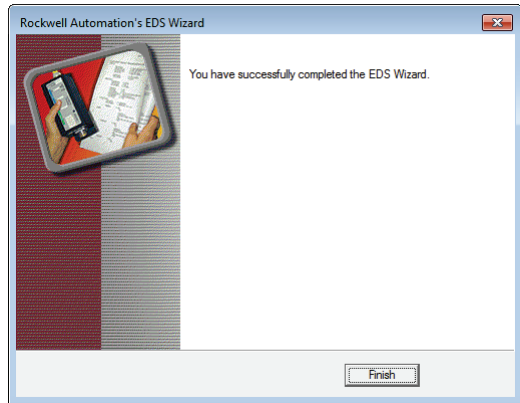 Rockwell Automation's EDS Wizard
You have successfully completed the EDS Wizard.
Finish